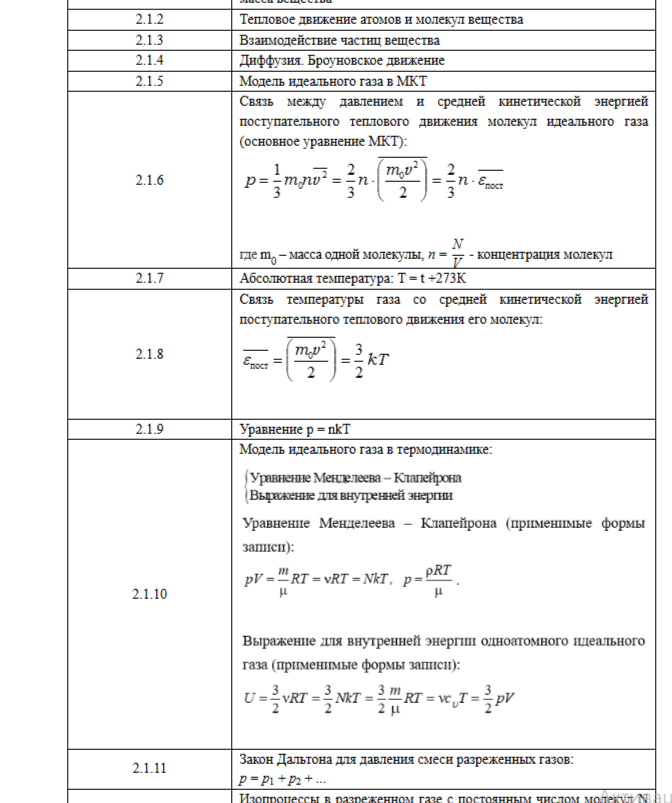 масса вещества
2.1.2 Тепловое движение атомов и молекул вещества
2.1.3 Взаимодействие частиц вещества
2.1.4 Диффузия. Броуновское движение
2.1.5 Модель идеального газа в МКТ
Связь между давлением и средней кинетической энергией
поступательного теплового движения молекул идеального газа
(основное уравнение МКТ):
2.1.6
p = 1/3 m₀nv̅² = 2/3 n · \overline{(m₀v²/2)} = 2/3 n · \overline{ε_пост}
где m₀ – масса одной молекулы, n = N/V - концентрация молекул
2.1.7 Абсолютная температура: T = t +273К
Связь температуры газа со средней кинетической энергией
поступательного теплового движения его молекул:
2.1.8
\overline{ε_пост} = \overline{(m₀v²/2)} = 3/2 kT
2.1.9 Уравнение p = nkT
Модель идеального газа в термодинамике:
{Уравнение Менделеева – Клапейрона
Выражение для внутренней энергии
Уравнение Менделеева – Клапейрона (применимые формы
записи):
pV = m/μ RT = νRT = NkT, p = ρRT/μ .
2.1.10
Выражение для внутренней энергии одноатомного идеального
газа (применимые формы записи):
U = 3/2 νRT = 3/2 NkT = 3/2 m/μ RT = νc_υT = 3/2 pV
2.1.11 Закон Дальтона для давления смеси разреженных газов:
p = p₁ + p₂ + ...
Изопроцессы в разреженном газе с постоянным числом молекул N